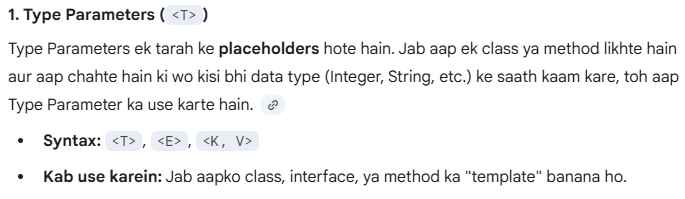 1. Type Parameters ( <T> )
Type Parameters ek tarah ke placeholders hote hain. Jab aap ek class ya method likhte hain
aur aap chahte hain ki wo kisi bhi data type (Integer, String, etc.) ke saath kaam kare, toh aap
Type Parameter ka use karte hain.
• Syntax: <T> , <E> , <K, V>
• Kab use karein: Jab aapko class, interface, ya method ka "template" banana ho.